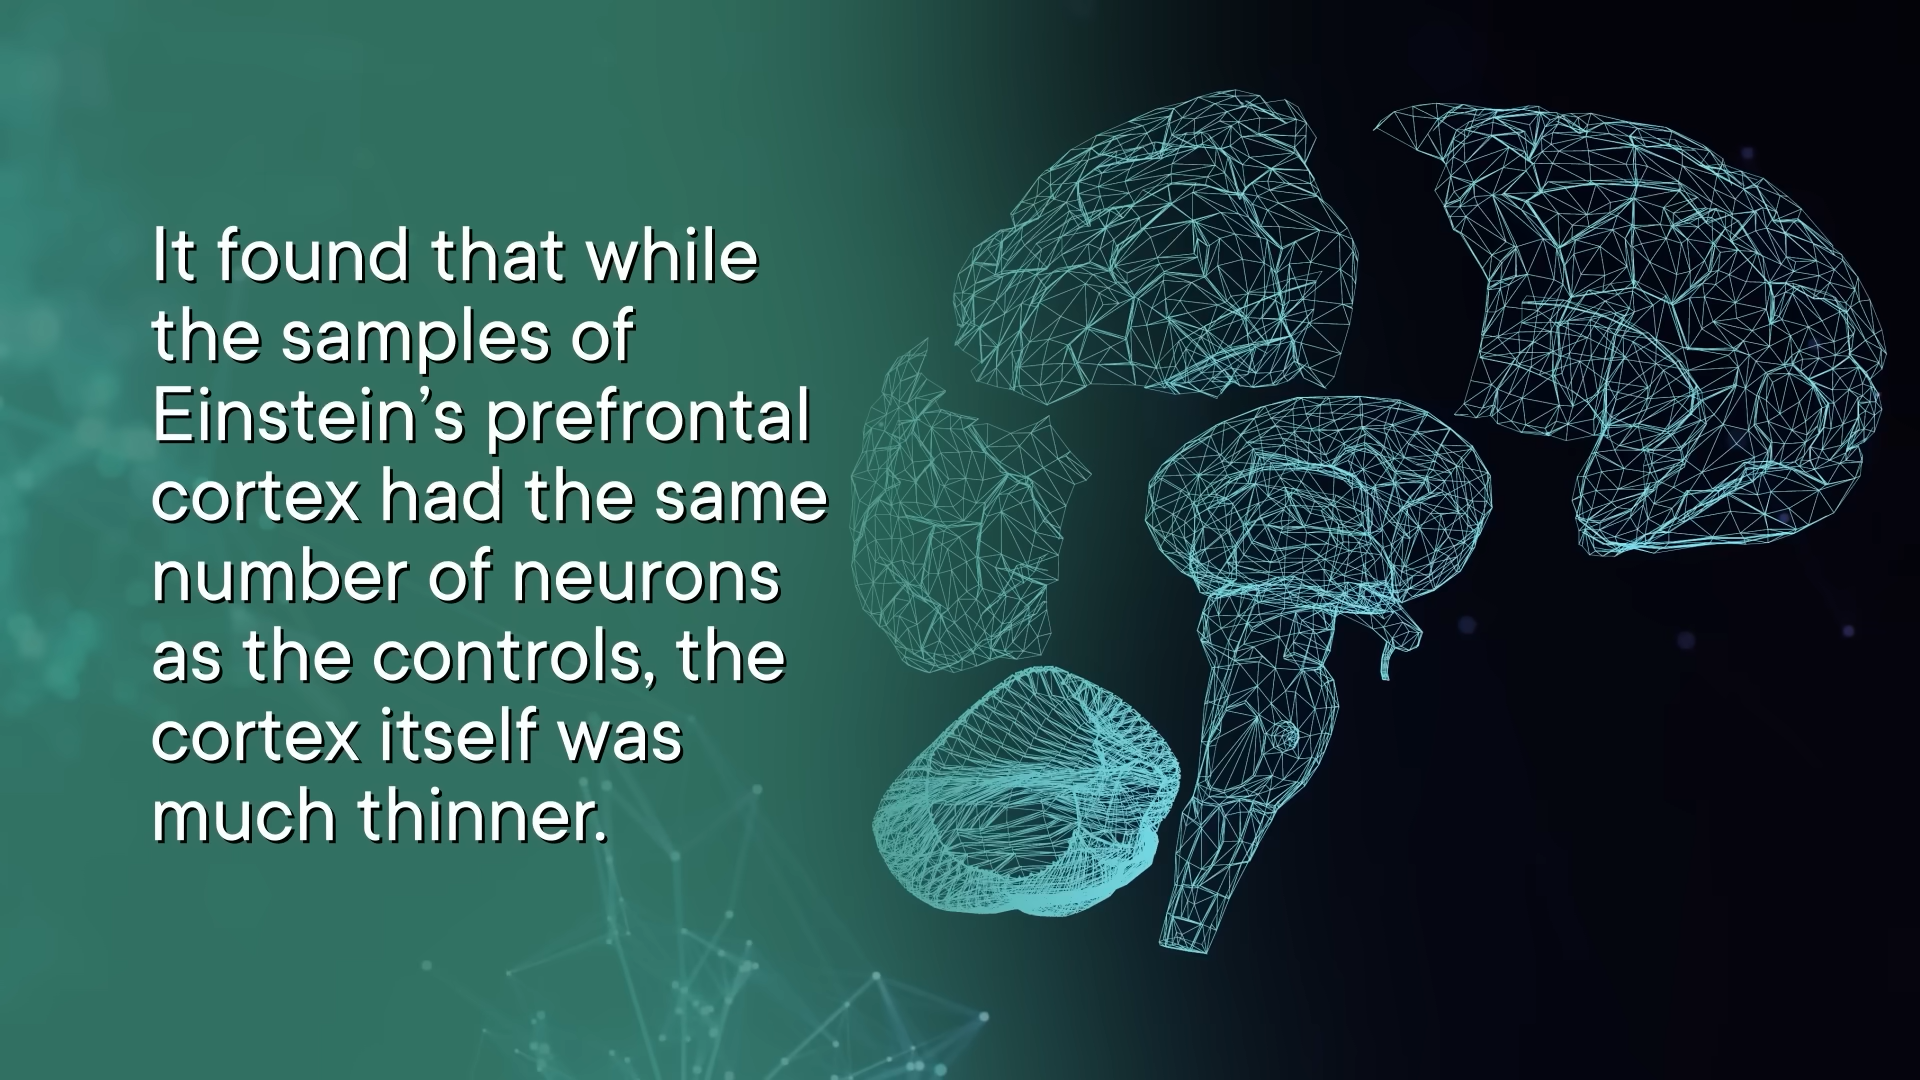 It found that while
the samples of
Einstein’s prefrontal
cortex had the same
number of neurons
as the controls, the
cortex itself was
much thinner.